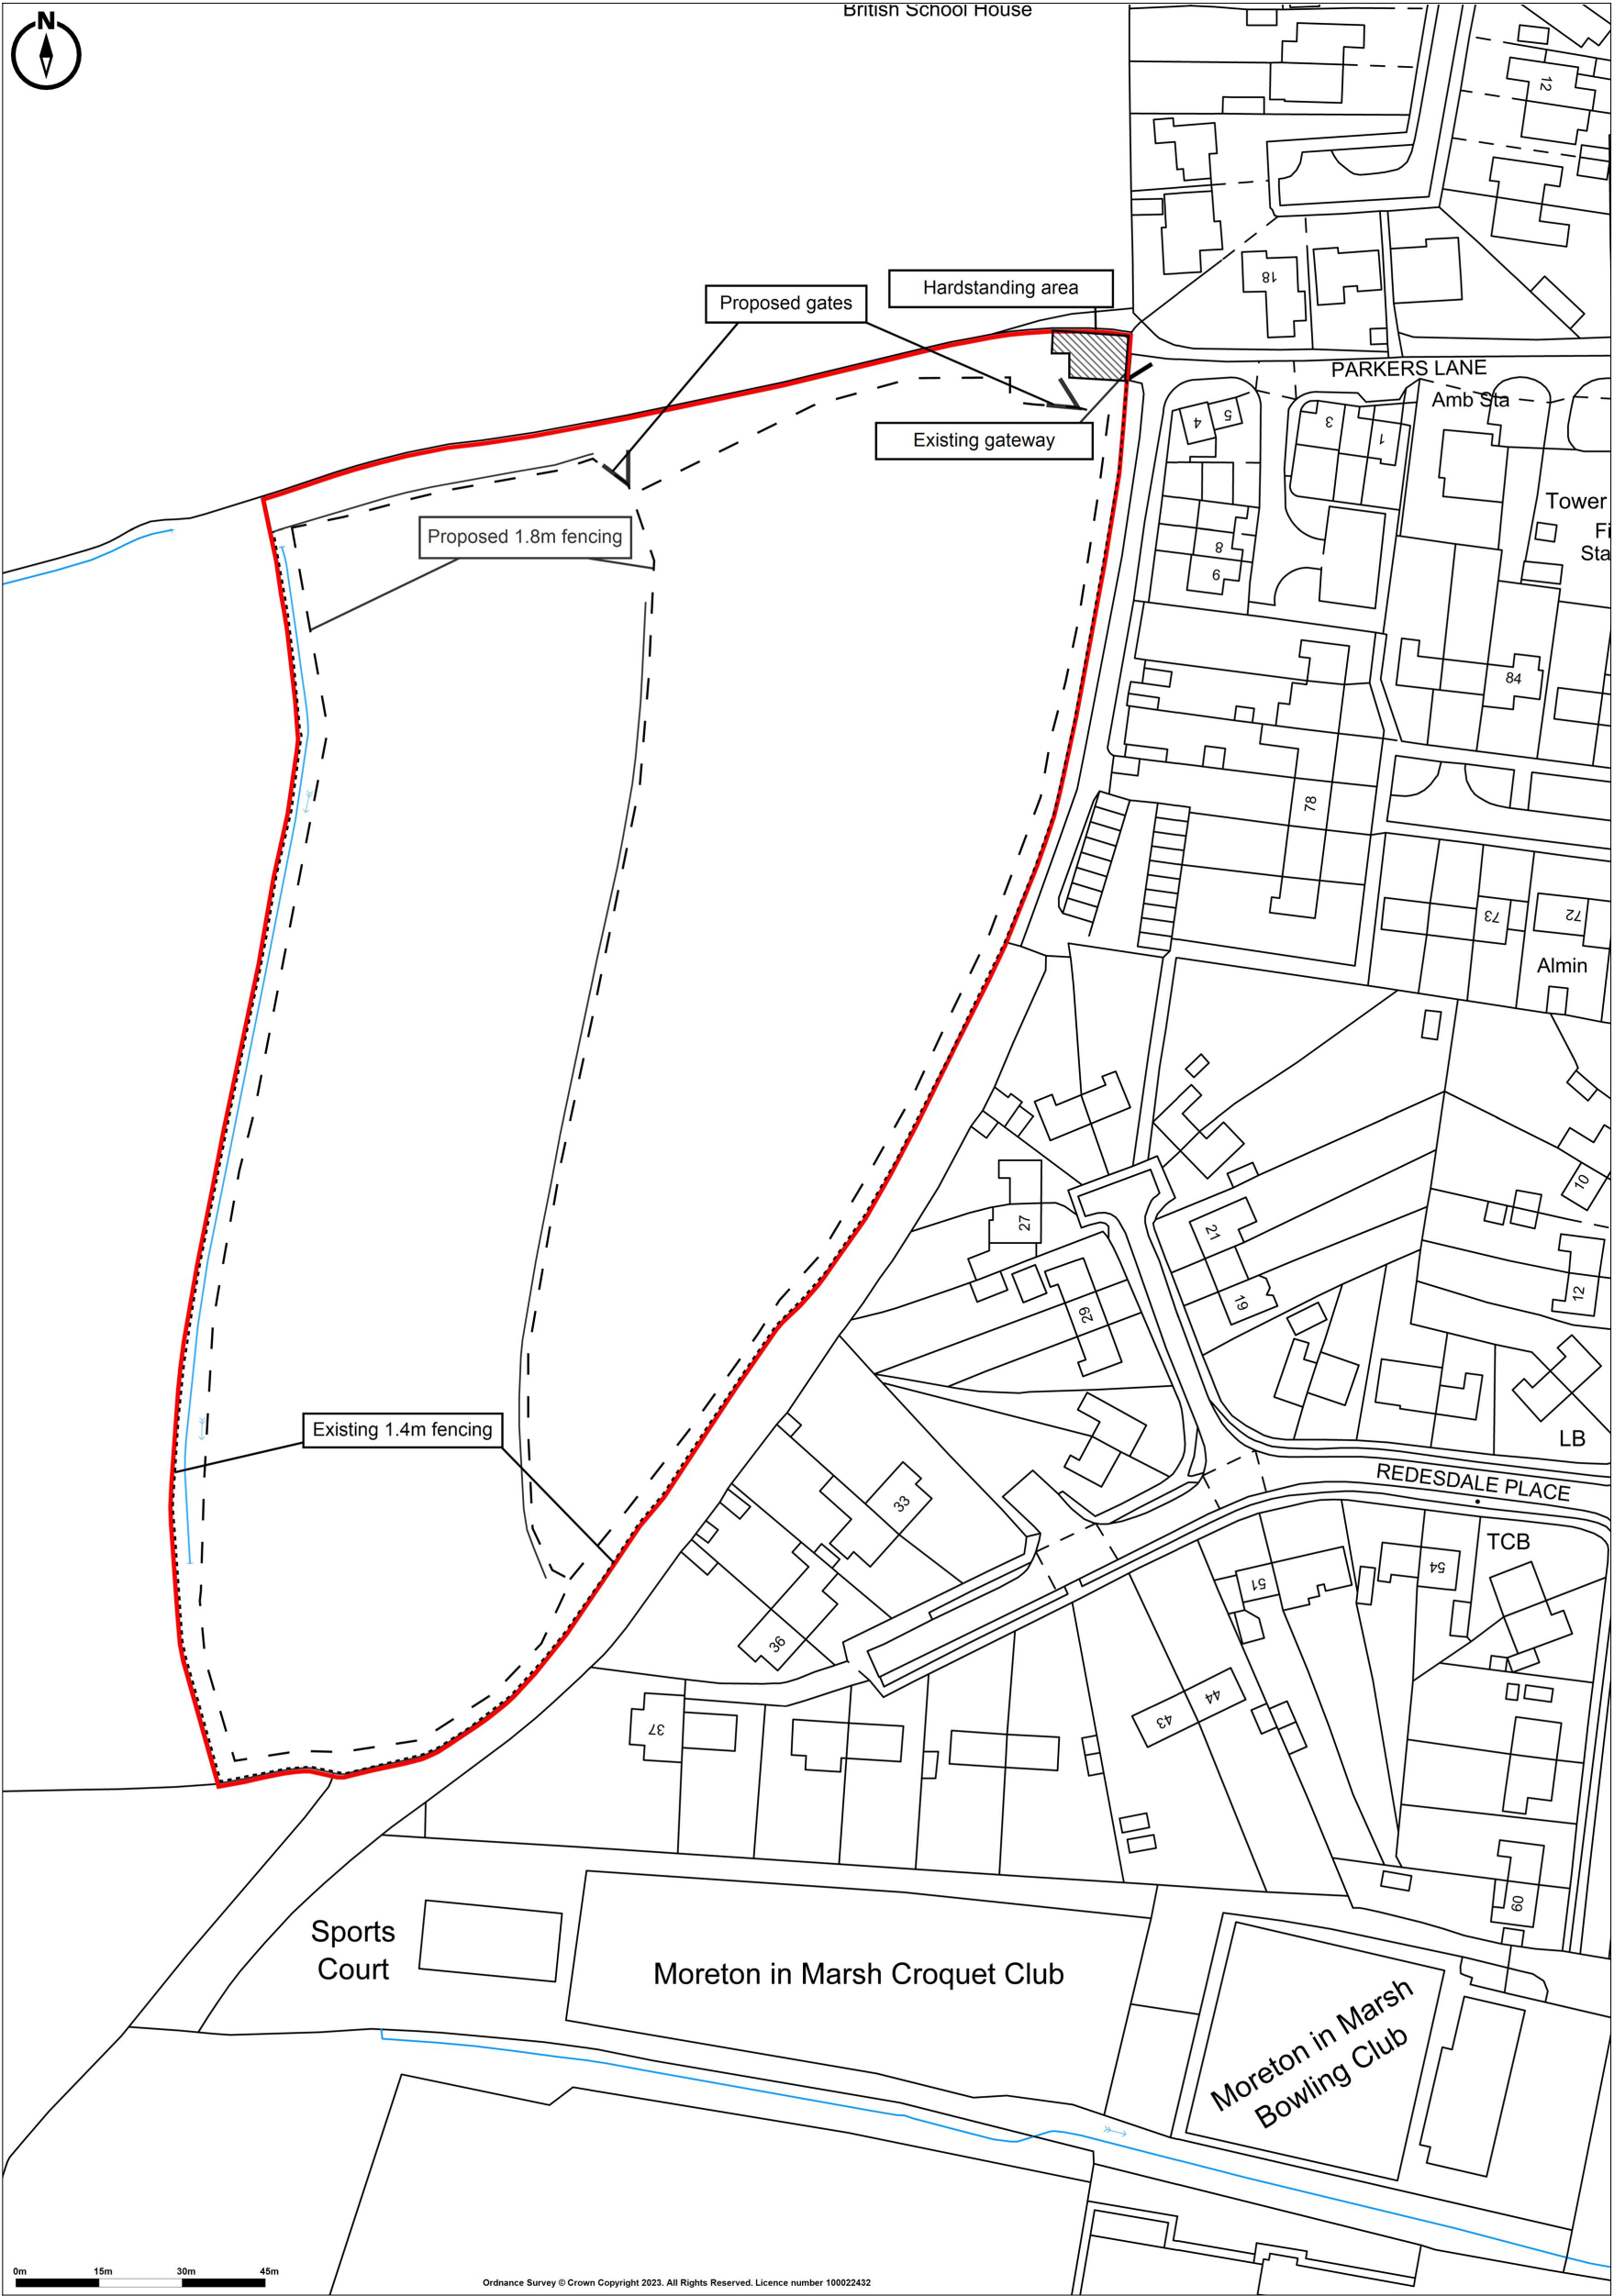 British School House
N
12
18
Hardstanding area
Proposed gates
PARKERS LANE
Amb Sta
5
4
3
1
Existing gateway
Tower
Fi
Sta
Proposed 1.8m fencing
8
9
84
78
73
72
Almin
10
27
21
12
19
29
Existing 1.4m fencing
LB
REDESDALE PLACE
33
TCB
54
51
36
44
43
37
60
Sports
Court
Moreton in Marsh Croquet Club
Moreton in Marsh
Bowling Club
0m 15m 30m 45m
Ordnance Survey © Crown Copyright 2023. All Rights Reserved. Licence number 100022432